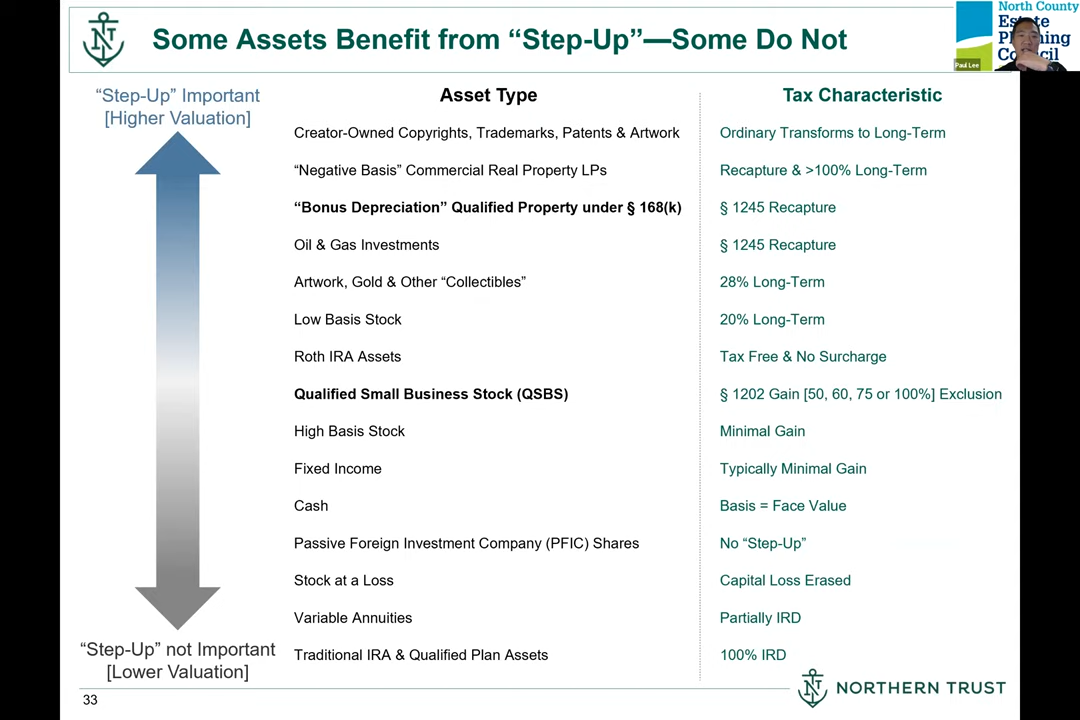 Some Assets Benefit from “Step-Up”—Some Do Not
North County
Estate
Planning
Council
Paul Lee
“Step-Up” Important
[Higher Valuation]
Asset Type
Tax Characteristic
Creator-Owned Copyrights, Trademarks, Patents & Artwork
Ordinary Transforms to Long-Term
“Negative Basis” Commercial Real Property LPs
Recapture & >100% Long-Term
“Bonus Depreciation” Qualified Property under § 168(k)
§ 1245 Recapture
Oil & Gas Investments
§ 1245 Recapture
Artwork, Gold & Other “Collectibles”
28% Long-Term
Low Basis Stock
20% Long-Term
Roth IRA Assets
Tax Free & No Surcharge
Qualified Small Business Stock (QSBS)
§ 1202 Gain [50, 60, 75 or 100%] Exclusion
High Basis Stock
Minimal Gain
Fixed Income
Typically Minimal Gain
Cash
Basis = Face Value
Passive Foreign Investment Company (PFIC) Shares
No “Step-Up”
Stock at a Loss
Capital Loss Erased
Variable Annuities
Partially IRD
“Step-Up” not Important
[Lower Valuation]
Traditional IRA & Qualified Plan Assets
100% IRD
33
NORTHERN TRUST